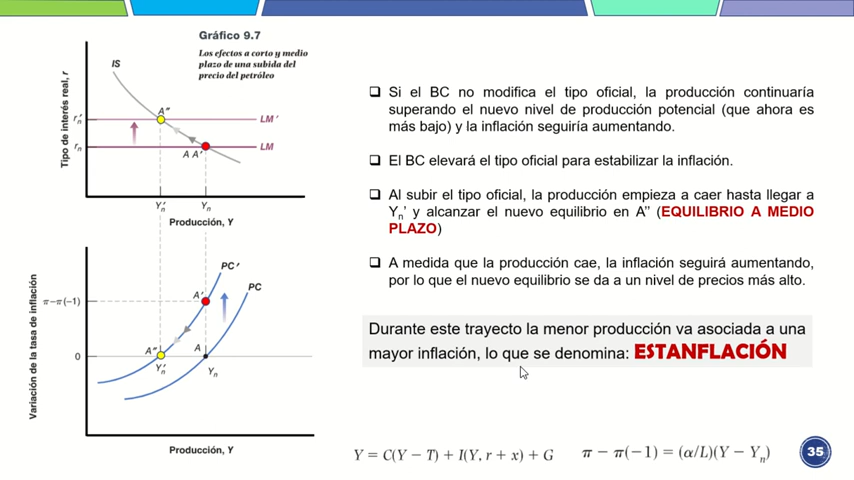 Gráfico 9.7
Los efectos a corto y medio
plazo de una subida del
precio del petróleo
Tipo de interés real, r
IS
A″
r′n
LM′
rn
A A′
LM
Y′n
Yn
Producción, Y
Variación de la tasa de inflación
PC′
PC
π–π(–1)
A′
A″
A
0
Y′n
Yn
Producción, Y
❑ Si el BC no modifica el tipo oficial, la producción continuaría
superando el nuevo nivel de producción potencial (que ahora es
más bajo) y la inflación seguiría aumentando.
❑ El BC elevará el tipo oficial para estabilizar la inflación.
❑ Al subir el tipo oficial, la producción empieza a caer hasta llegar a
Yn' y alcanzar el nuevo equilibrio en A'' (EQUILIBRIO A MEDIO
PLAZO)
❑ A medida que la producción cae, la inflación seguirá aumentando,
por lo que el nuevo equilibrio se da a un nivel de precios más alto.
Durante este trayecto la menor producción va asociada a una
mayor inflación, lo que se denomina: ESTANFLACIÓN
Y = C(Y − T) + I(Y, r + x) + G
π − π(−1) = (α/L)(Y − Yn)
35